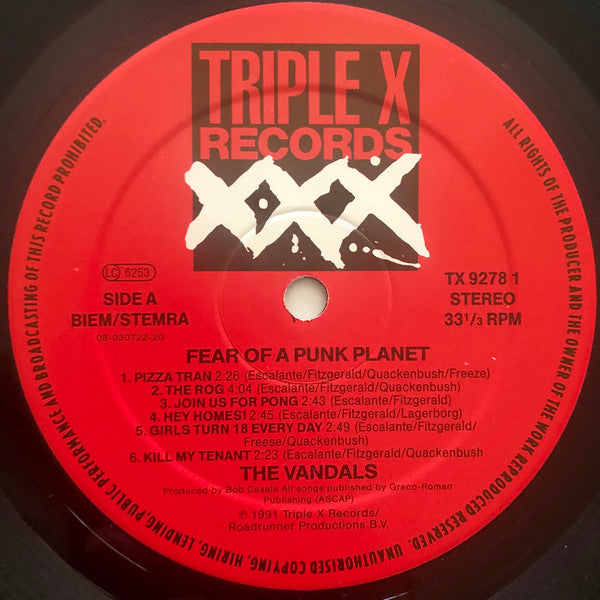 TRIPLE X
RECORDS
XXX
LC 6253
SIDE A
BIEM/STEMRA
68-030722-20
TX 9278 1
STEREO
33 1/3 RPM
FEAR OF A PUNK PLANET
1. PIZZA TRAN 2:26 (Escalante/Fitzgerald/Quackenbush/Freeze)
2. THE ROG 4:04 (Escalante/Fitzgerald/Quackenbush)
3. JOIN US FOR PONG 2:43 (Escalante/Fitzgerald)
4. HEY HOMES! 2:45 (Escalante/Fitzgerald/Lagerborg)
5. GIRLS TURN 18 EVERY DAY 2:49 (Escalante/Fitzgerald/
Freese/Quackenbush)
6. KILL MY TENANT 2:23 (Escalante/Fitzgerald/Quackenbush)
THE VANDALS
Produced by Bob Casale All songs published by Greco-Roman
Publishing (ASCAP)
℗ 1991 Triple X Records/
Roadrunner Productions B.V.
ALL RIGHTS OF THE PRODUCER AND THE OWNER OF THE WORK REPRODUCED RESERVED. UNAUTHORISED COPYING, HIRING, LENDING, PUBLIC PERFORMANCE AND BROADCASTING OF THIS RECORD PROHIBITED.